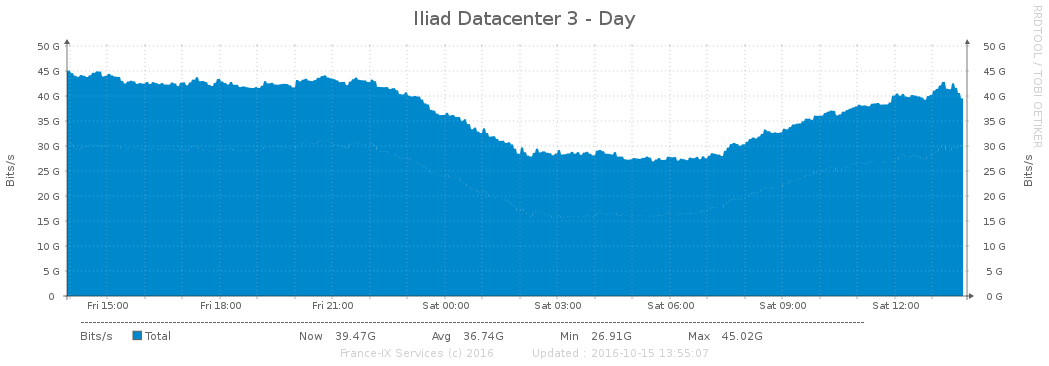 Iliad Datacenter 3 - Day
RRDTOOL / TOBI OETIKER
50 G 50 G
45 G 45 G
40 G 40 G
35 G 35 G
30 G 30 G
25 G 25 G
20 G 20 G
15 G 15 G
10 G 10 G
5 G 5 G
0 0 G
Bits/s
Bits/s
Fri 15:00 Fri 18:00 Fri 21:00 Sat 00:00 Sat 03:00 Sat 06:00 Sat 09:00 Sat 12:00
Bits/s Total Now 39.47G Avg 36.74G Min 26.91G Max 45.02G
France-IX Services (c) 2016 Updated : 2016-10-15 13:55:07